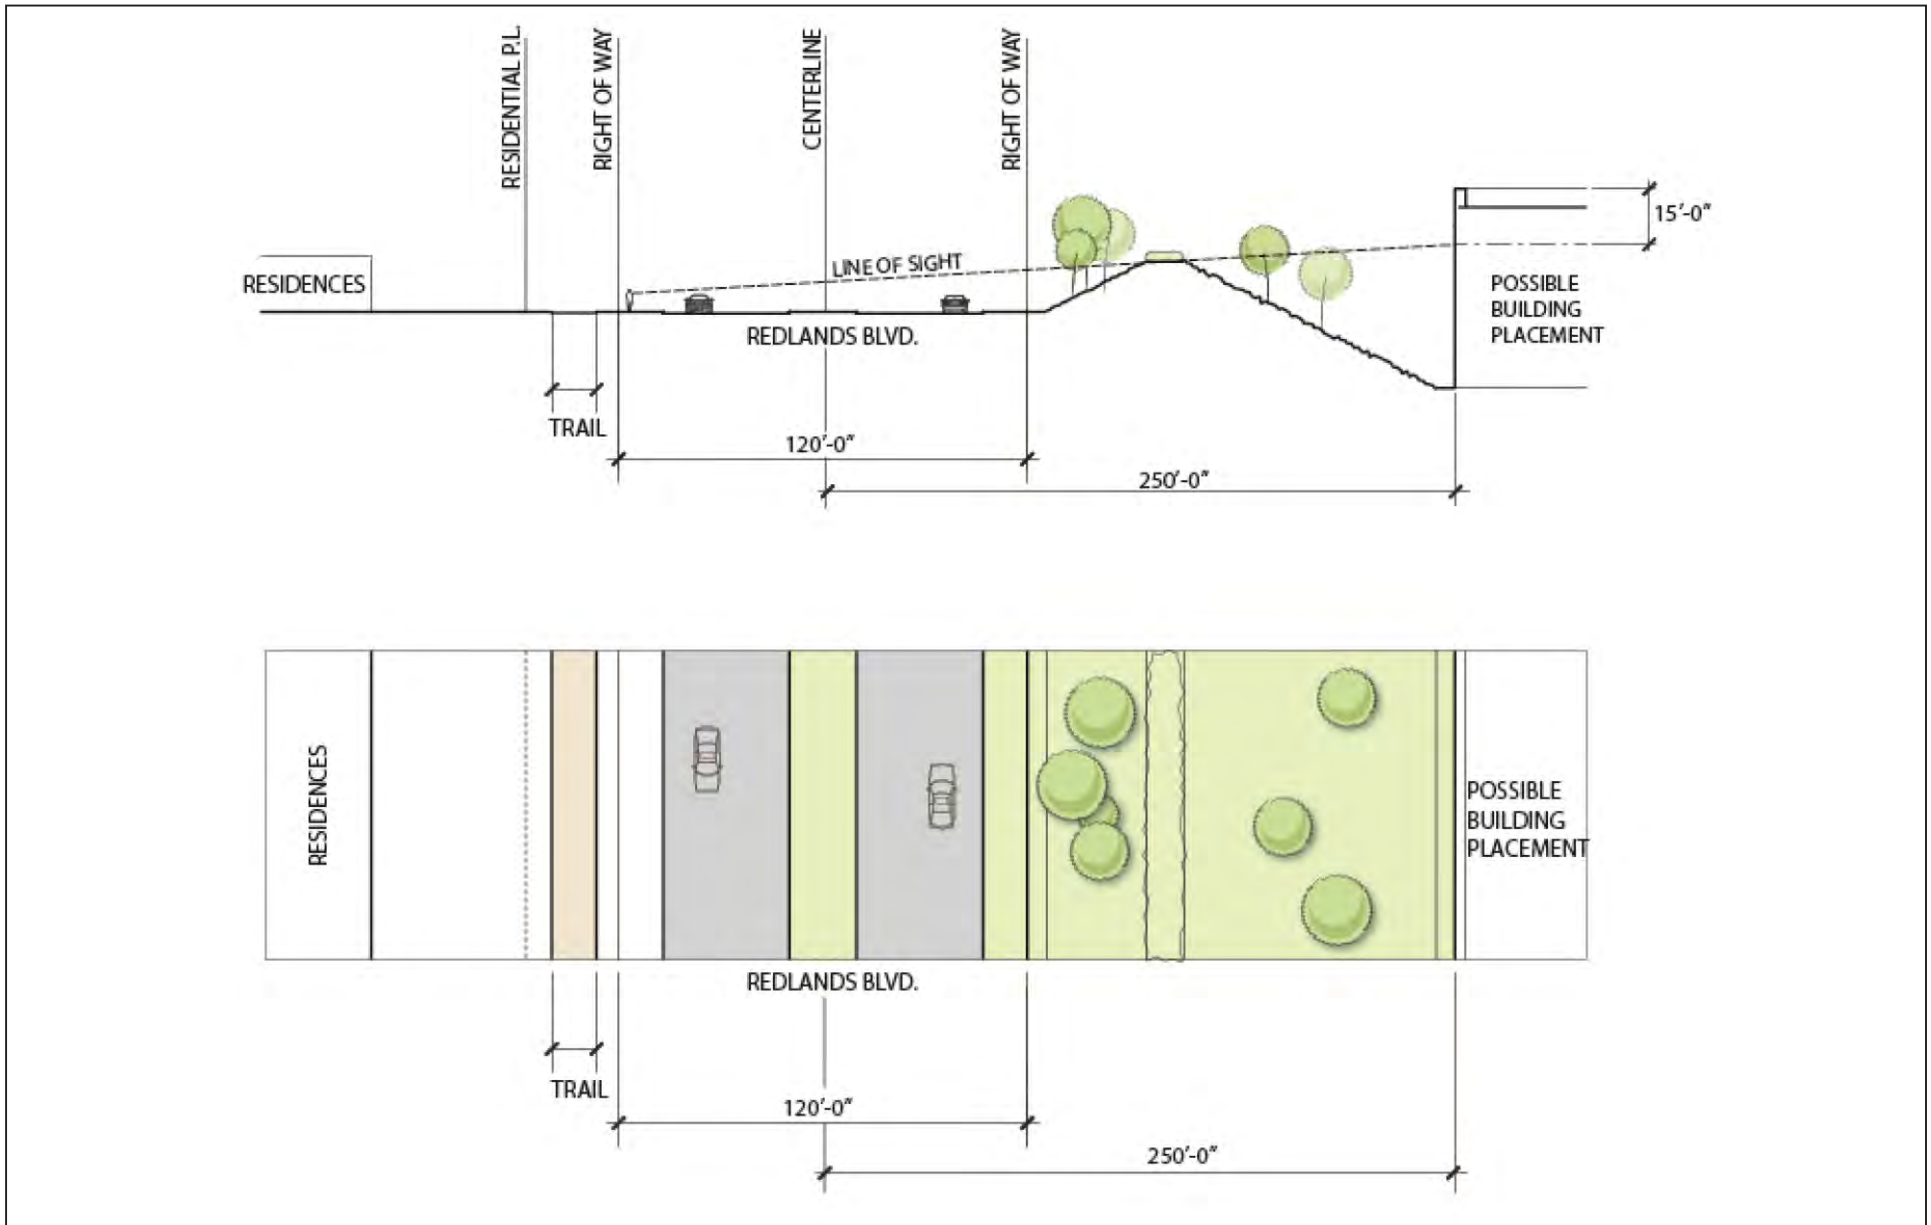 RESIDENTIAL P.L.
RIGHT OF WAY
CENTERLINE
RIGHT OF WAY
15'-0"
LINE OF SIGHT
RESIDENCES
POSSIBLE
BUILDING
PLACEMENT
REDLANDS BLVD.
TRAIL
120'-0"
250'-0"
RESIDENCES
POSSIBLE
BUILDING
PLACEMENT
REDLANDS BLVD.
TRAIL
120'-0"
250'-0"